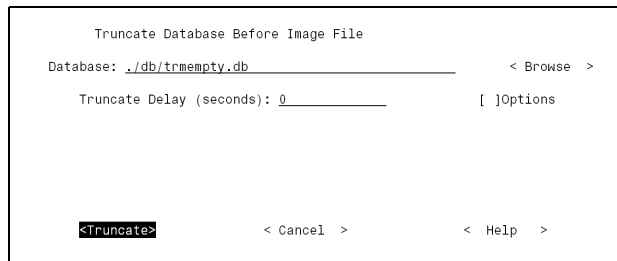 Truncate Database Before Image File
Database: ./db/trmempty.db < Browse >
Truncate Delay (seconds): 0 [ ]Options
<Truncate> < Cancel > < Help >